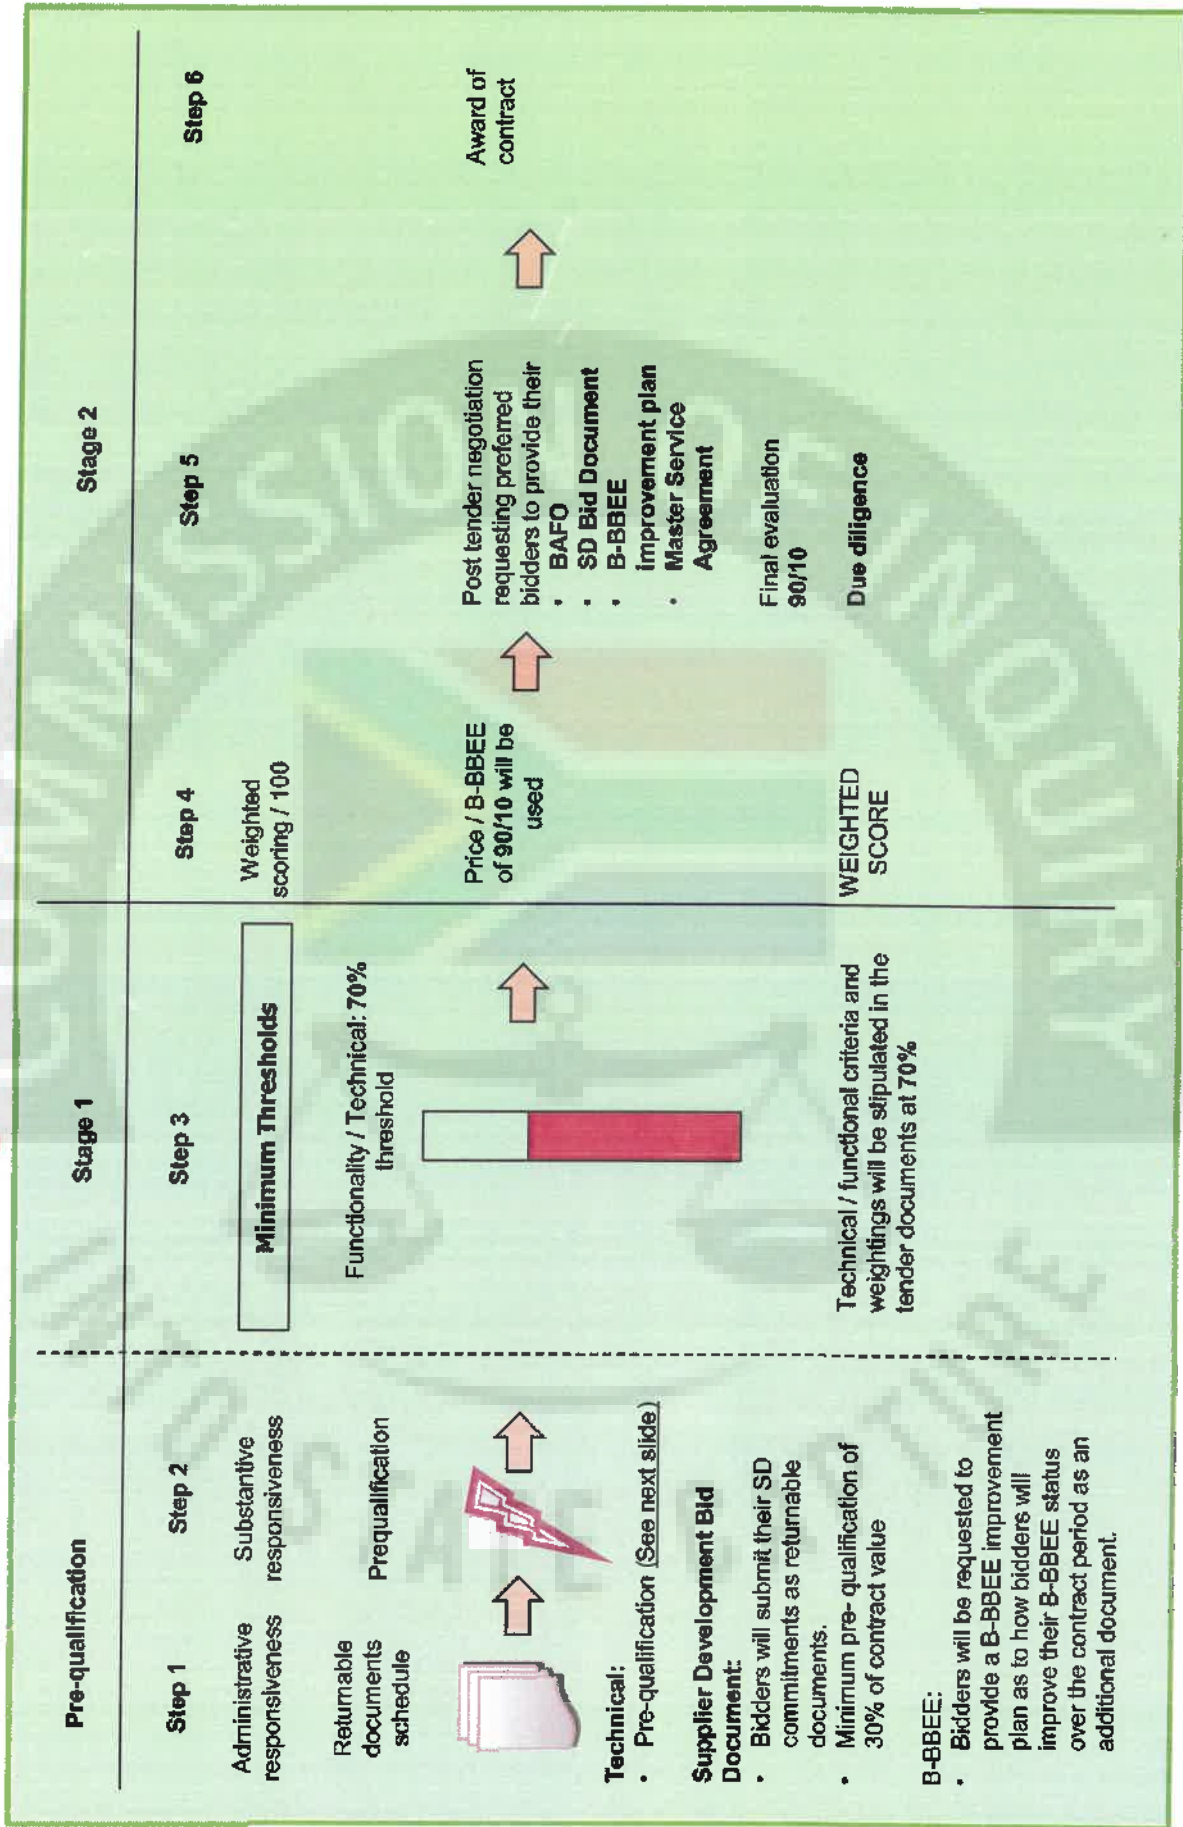 Pre-qualification
Stage 1
Stage 2
Step 1
Step 2
Step 3
Step 4
Step 5
Step 6
Administrative
responsiveness
Substantive
responsiveness
Returnable
documents
schedule
Prequalification
Technical:
• Pre-qualification (See next slide)
Supplier Development Bid
Document:
• Bidders will submit their SD
commitments as returnable
documents.
• Minimum pre- qualification of
30% of contract value
B-BBEE:
• Bidders will be requested to
provide a B-BBEE improvement
plan as to how bidders will
improve their B-BBEE status
over the contract period as an
additional document.
Minimum Thresholds
Functionality / Technical: 70%
threshold
Technical / functional criteria and
weightings will be stipulated in the
tender documents at 70%
Weighted
scoring / 100
Price / B-BBEE
of 90/10 will be
used
WEIGHTED
SCORE
Post tender negotiation
requesting preferred
bidders to provide their
• BAFO
• SD Bid Document
• B-BBEE
improvement plan
• Master Service
Agreement
Final evaluation
90/10
Due diligence
Award of
contract
COMMISSION OF INQUIRY
INTO STATE CAPTURE